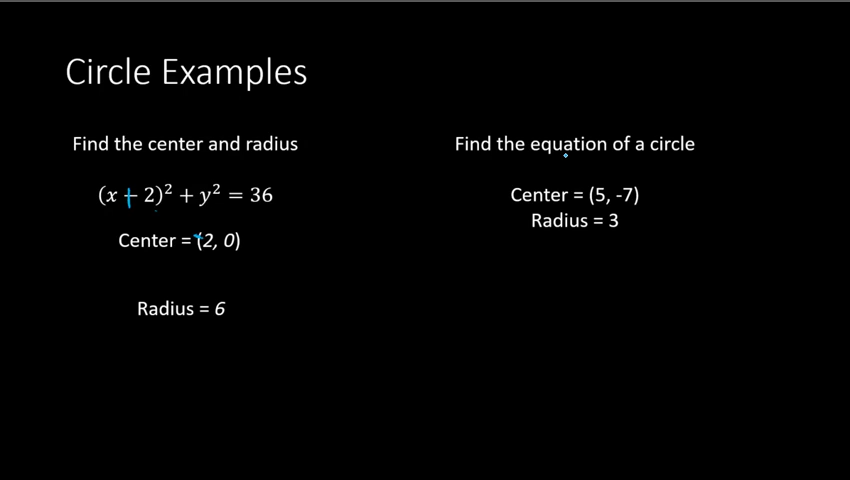 Circle Examples
Find the center and radius
(x + 2)² + y² = 36
Center = (-2, 0)
Radius = 6
Find the equation of a circle
Center = (5, -7)
Radius = 3